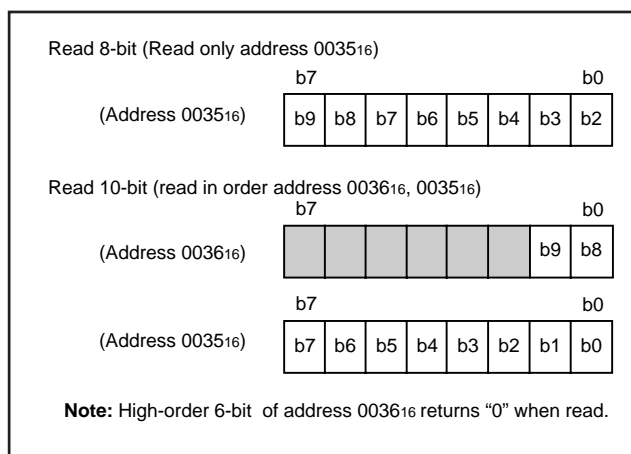 Read 8-bit (Read only address 003516)
b7 b0
(Address 003516) b9 b8 b7 b6 b5 b4 b3 b2
Read 10-bit (read in order address 003616, 003516)
b7 b0
(Address 003616) b9 b8
b7 b0
(Address 003516) b7 b6 b5 b4 b3 b2 b1 b0
Note: High-order 6-bit of address 003616 returns “0” when read.